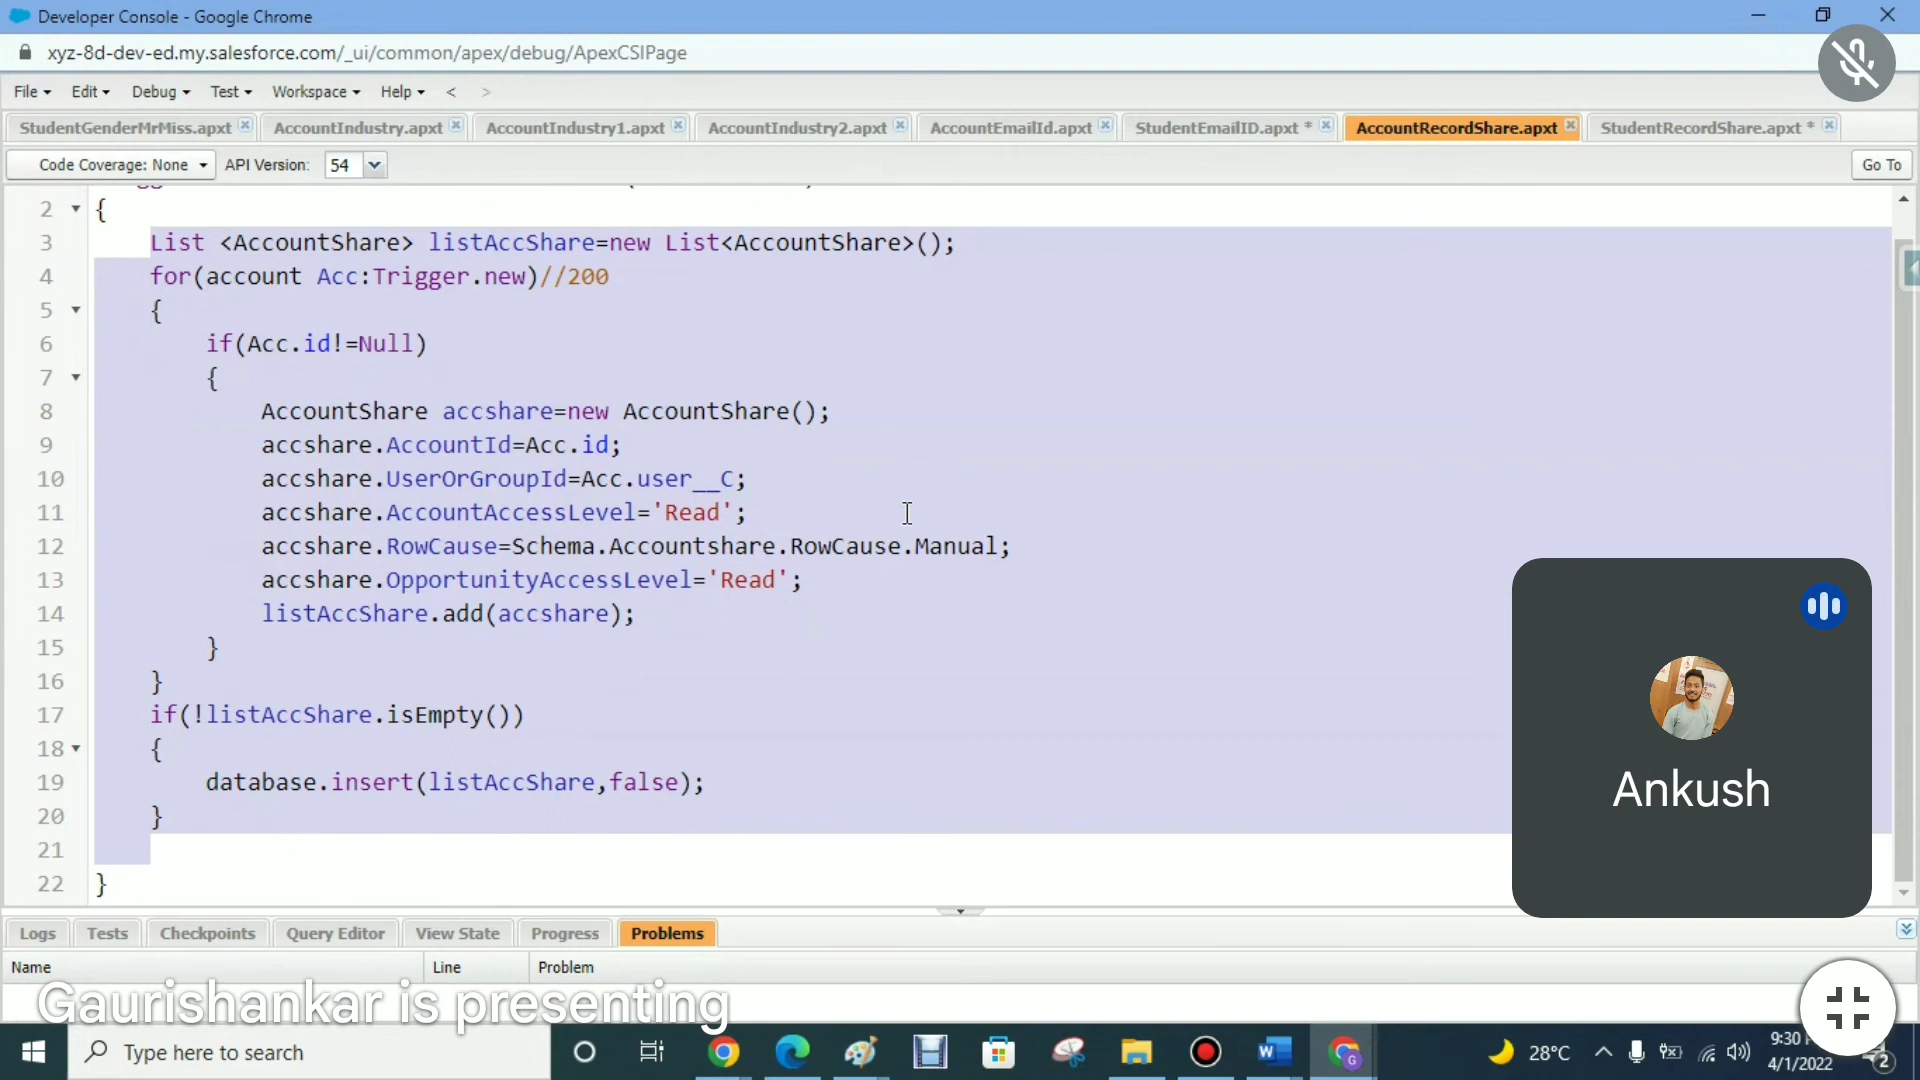 Developer Console - Google Chrome
xyz-8d-dev-ed.my.salesforce.com/_ui/common/apex/debug/ApexCSIPage
File Edit Debug Test Workspace Help < >
StudentGenderMrMiss.apxt AccountIndustry.apxt AccountIndustry1.apxt AccountIndustry2.apxt AccountEmailId.apxt StudentEmailID.apxt * AccountRecordShare.apxt StudentRecordShare.apxt *
Code Coverage: None API Version: 54 Go To
2 {
3 List <AccountShare> listAccShare=new List<AccountShare>();
4 for(account Acc:Trigger.new)//200
5 {
6 if(Acc.id!=Null)
7 {
8 AccountShare accshare=new AccountShare();
9 accshare.AccountId=Acc.id;
10 accshare.UserOrGroupId=Acc.user__C;
11 accshare.AccountAccessLevel='Read';
12 accshare.RowCause=Schema.Accountshare.RowCause.Manual;
13 accshare.OpportunityAccessLevel='Read';
14 listAccShare.add(accshare);
15 }
16 }
17 if(!listAccShare.isEmpty())
18 {
19 database.insert(listAccShare,false);
20 }
21
22 }
Ankush
Logs Tests Checkpoints Query Editor View State Progress Problems
Name Line Problem
Gaurishankar is presenting
Type here to search
28°C
9:30
4/1/2022
2